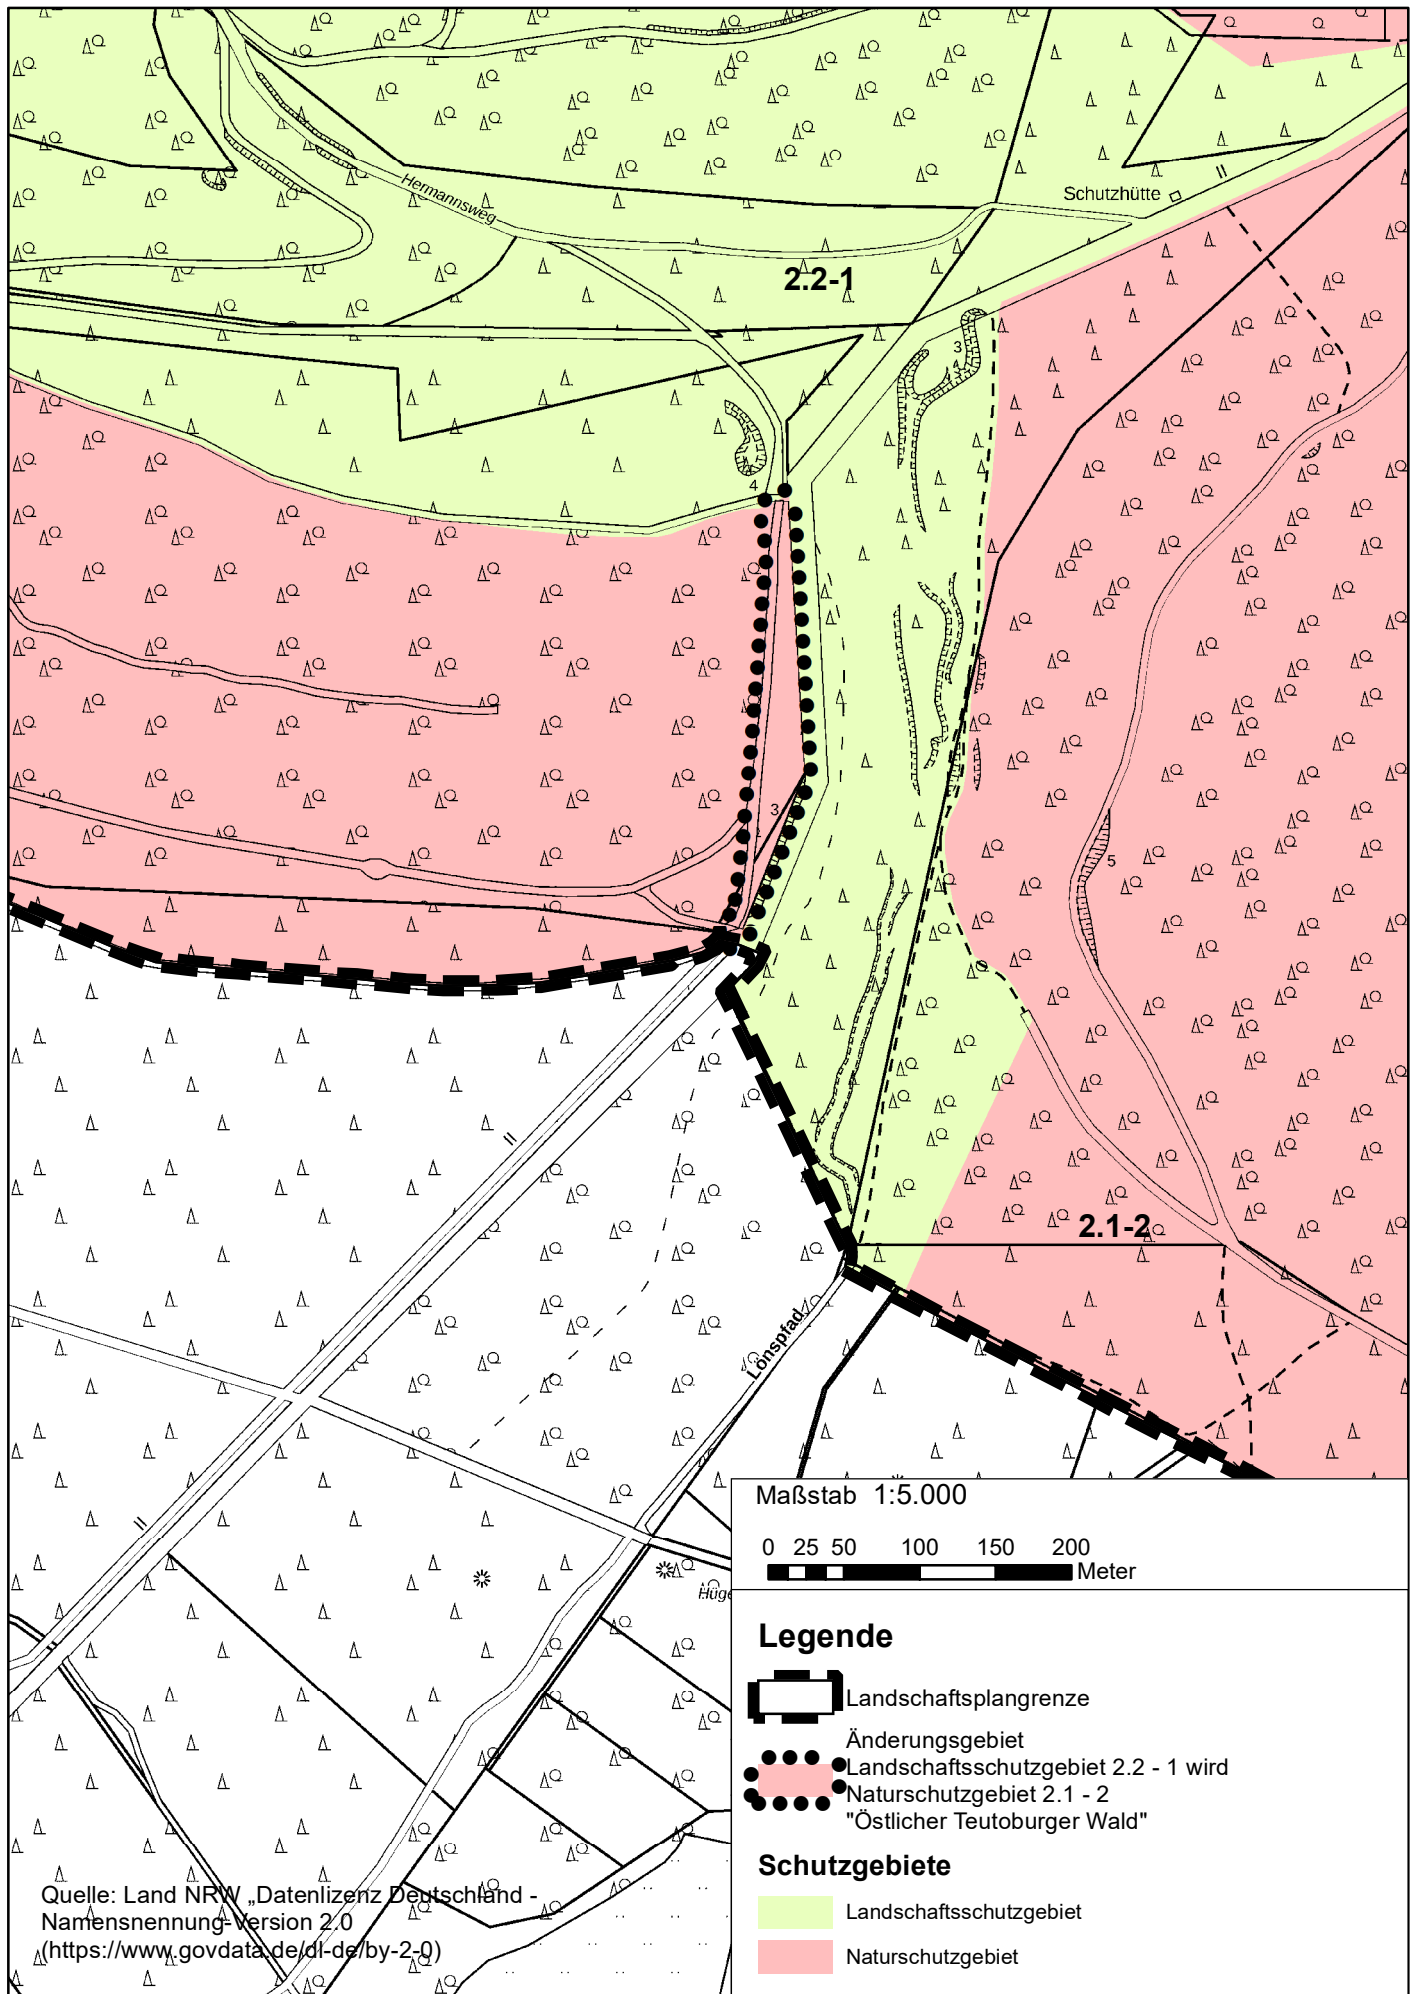 Hermannsweg
Schutzhütte
2.2-1
3
4
3
5
2.1-2
Lönspfad
Hüge
Maßstab 1:5.000
0 25 50 100 150 200
Meter
Legende
Landschaftsplangrenze
Änderungsgebiet
Landschaftsschutzgebiet 2.2 - 1 wird
Naturschutzgebiet 2.1 - 2
"Östlicher Teutoburger Wald"
Schutzgebiete
Landschaftsschutzgebiet
Naturschutzgebiet
Quelle: Land NRW „Datenlizenz Deutschland -
Namensnennung-Version 2.0
(https://www.govdata.de/dl-de/by-2-0)